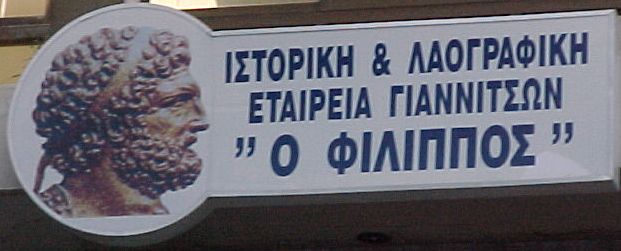 ΙΣΤΟΡΙΚΗ & ΛΑΟΓΡΑΦΙΚΗ
ΕΤΑΙΡΕΙΑ ΓΙΑΝΝΙΤΣΩΝ
” Ο ΦΙΛΙΠΠΟΣ ”